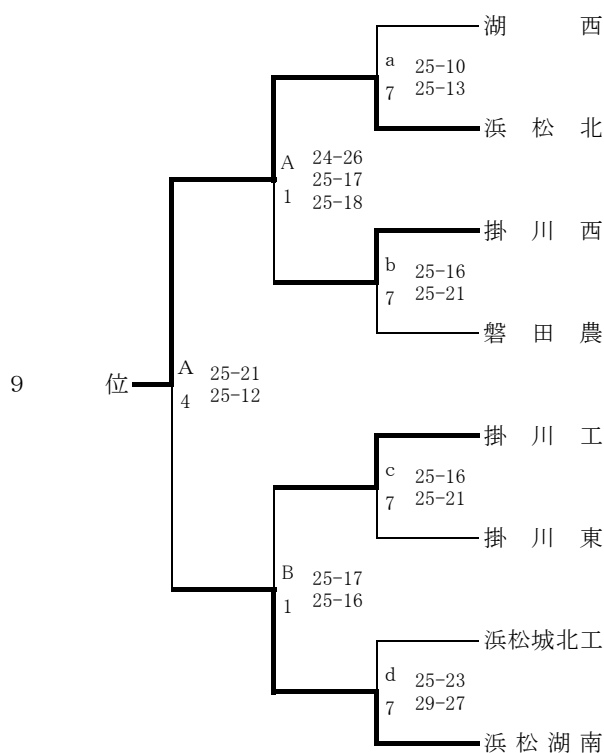 湖西
a 25-10
7 25-13
浜松北
A 24-26
25-17
1 25-18
掛川西
b 25-16
7 25-21
磐田農
9位
A 25-21
4 25-12
掛川工
c 25-16
7 25-21
掛川東
B 25-17
1 25-16
浜松城北工
d 25-23
7 29-27
浜松湖南